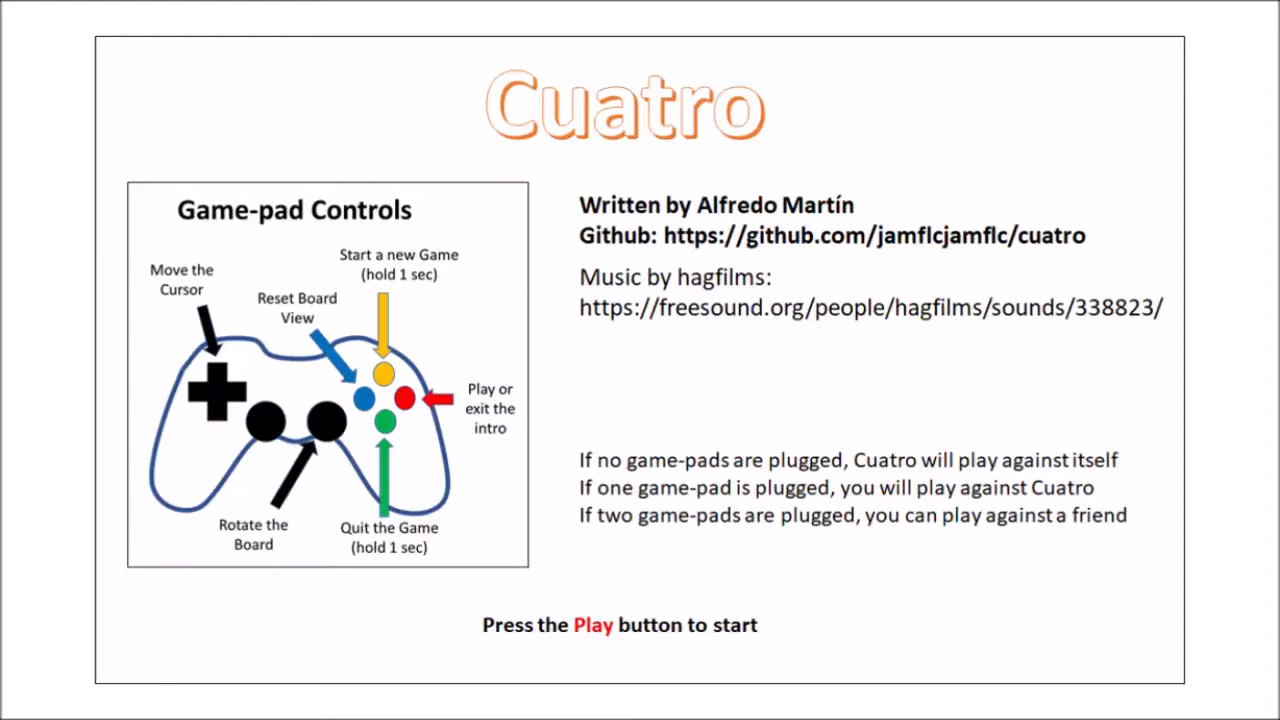 Cuatro
Game-pad Controls
Start a new Game
(hold 1 sec)
Move the
Cursor
Reset Board
View
Play or
exit the
intro
Rotate the
Board
Quit the Game
(hold 1 sec)
Written by Alfredo Martín
Github: https://github.com/jamflcjamflc/cuatro
Music by hagfilms:
https://freesound.org/people/hagfilms/sounds/338823/
If no game-pads are plugged, Cuatro will play against itself
If one game-pad is plugged, you will play against Cuatro
If two game-pads are plugged, you can play against a friend
Press the Play button to start